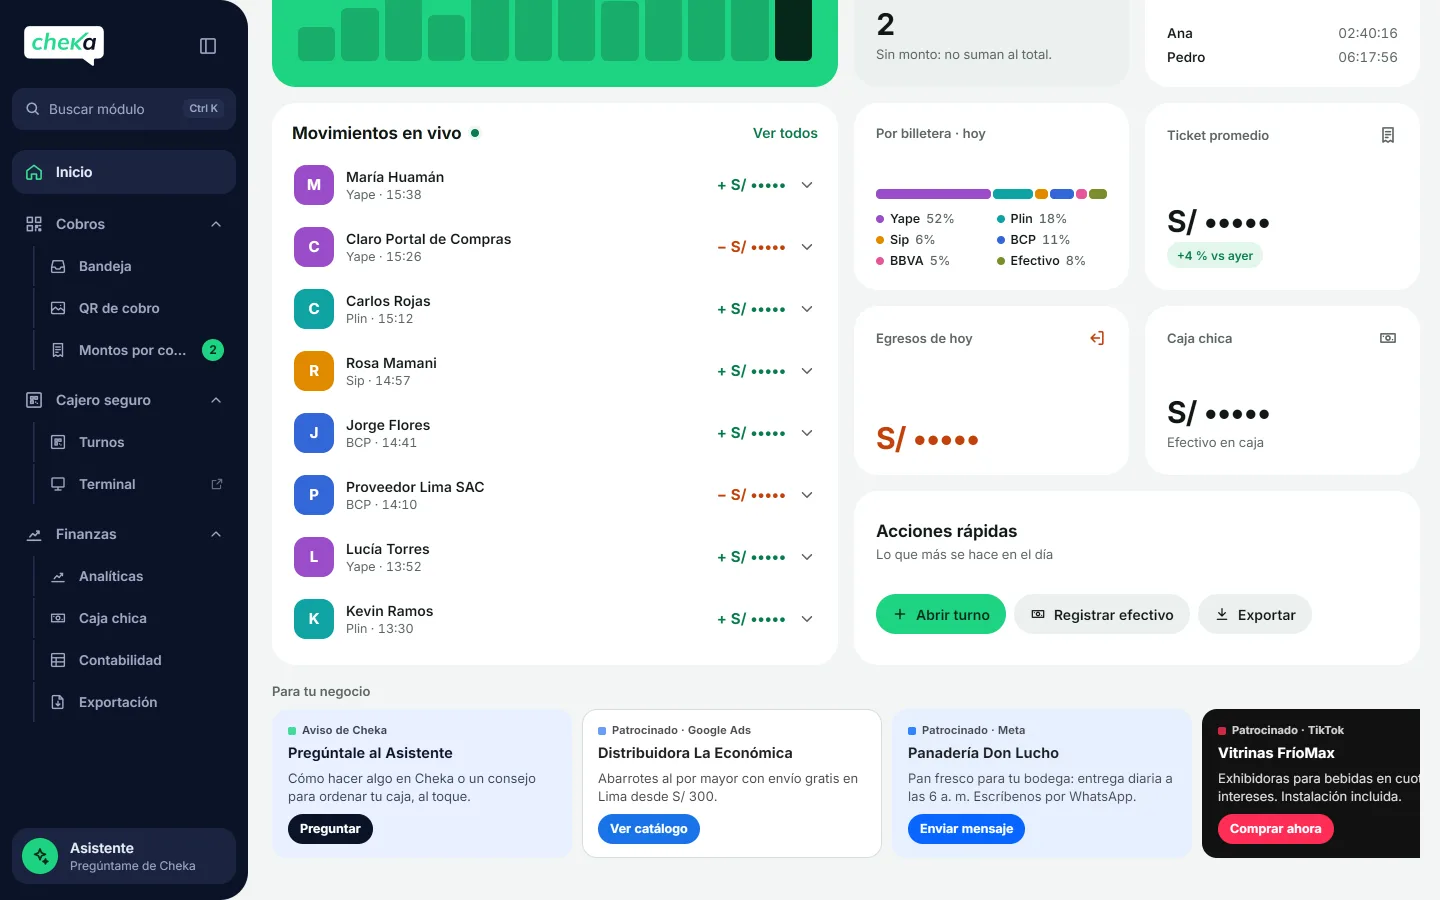 cheka
Buscar módulo
Ctrl K
Inicio
Cobros
Bandeja
QR de cobro
Montos por co...
2
Cajero seguro
Turnos
Terminal
Finanzas
Analíticas
Caja chica
Contabilidad
Exportación
Asistente
Pregúntame de Cheka
2
Sin monto: no suman al total.
Ana 02:40:16
Pedro 06:17:56
Movimientos en vivo
Ver todos
M
María Huamán
Yape · 15:38
+ S/ •••••
C
Claro Portal de Compras
Yape · 15:26
− S/ •••••
C
Carlos Rojas
Plin · 15:12
+ S/ •••••
R
Rosa Mamani
Sip · 14:57
+ S/ •••••
J
Jorge Flores
BCP · 14:41
+ S/ •••••
P
Proveedor Lima SAC
BCP · 14:10
− S/ •••••
L
Lucía Torres
Yape · 13:52
+ S/ •••••
K
Kevin Ramos
Plin · 13:30
+ S/ •••••
Por billetera · hoy
Yape 52%
Plin 18%
Sip 6%
BCP 11%
BBVA 5%
Efectivo 8%
Ticket promedio
S/ •••••
+4 % vs ayer
Egresos de hoy
S/ •••••
Caja chica
S/ •••••
Efectivo en caja
Acciones rápidas
Lo que más se hace en el día
Abrir turno
Registrar efectivo
Exportar
Para tu negocio
Aviso de Cheka
Pregúntale al Asistente
Cómo hacer algo en Cheka o un consejo
para ordenar tu caja, al toque.
Preguntar
Patrocinado · Google Ads
Distribuidora La Económica
Abarrotes al por mayor con envío gratis en
Lima desde S/ 300.
Ver catálogo
Patrocinado · Meta
Panadería Don Lucho
Pan fresco para tu bodega: entrega diaria a
las 6 a. m. Escríbenos por WhatsApp.
Enviar mensaje
Patrocinado · TikTok
Vitrinas FríoMax
Exhibidoras para bebidas en
intereses. Instalación incluida.
Comprar ahora